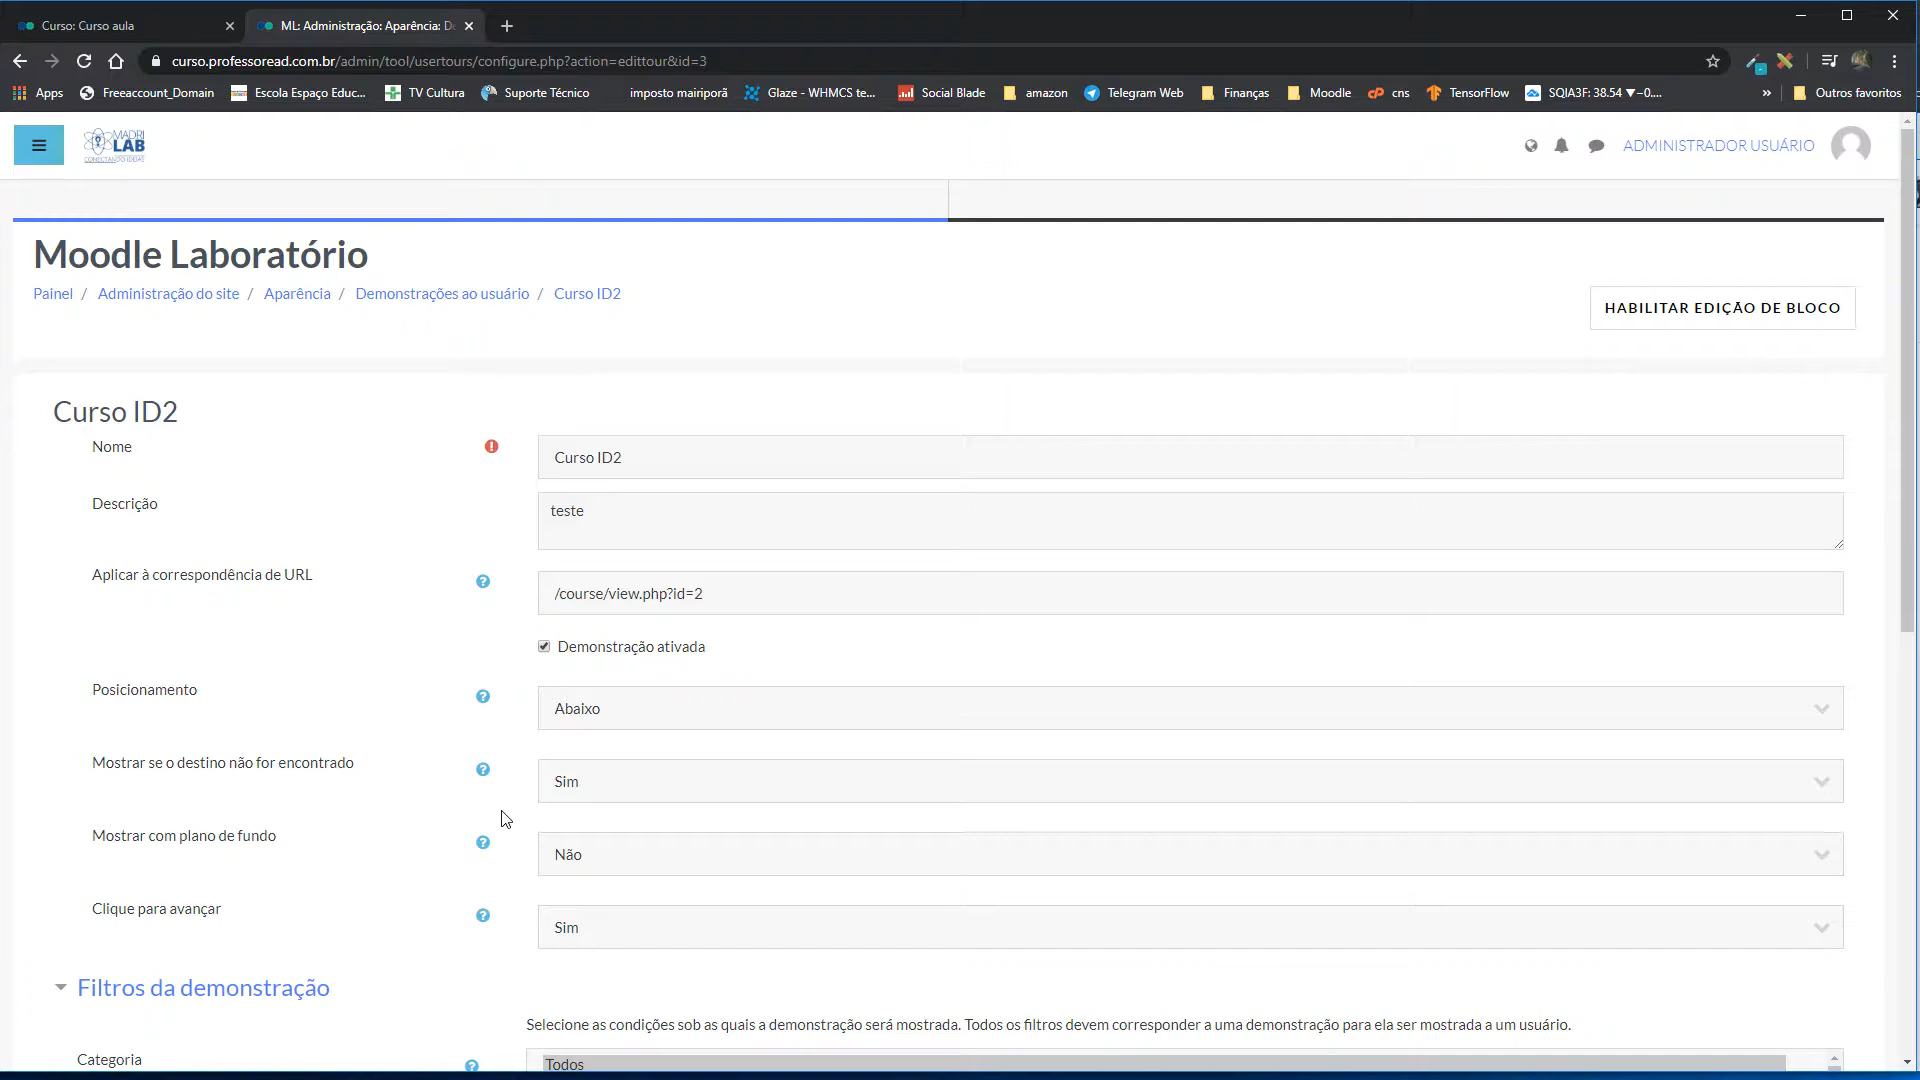 Curso: Curso aula
ML: Administração: Aparência: D
curso.professoread.com.br/admin/tool/usertours/configure.php?action=edittour&id=3
Apps
Freeaccount_Domain
Escola Espaço Educ...
TV Cultura
Suporte Técnico
imposto mairiporã
Glaze - WHMCS te...
Social Blade
amazon
Telegram Web
Finanças
Moodle
cns
TensorFlow
SQIA3F: 38.54 ▼−0....
»
Outros favoritos
MADRI
LAB
CONECTANDO IDEIAS
ADMINISTRADOR USUÁRIO
Moodle Laboratório
Painel / Administração do site / Aparência / Demonstrações ao usuário / Curso ID2
HABILITAR EDIÇÃO DE BLOCO
Curso ID2
Nome
Curso ID2
Descrição
teste
Aplicar à correspondência de URL
/course/view.php?id=2
Demonstração ativada
Posicionamento
Abaixo
Mostrar se o destino não for encontrado
Sim
Mostrar com plano de fundo
Não
Clique para avançar
Sim
Filtros da demonstração
Selecione as condições sob as quais a demonstração será mostrada. Todos os filtros devem corresponder a uma demonstração para ela ser mostrada a um usuário.
Categoria
Todos